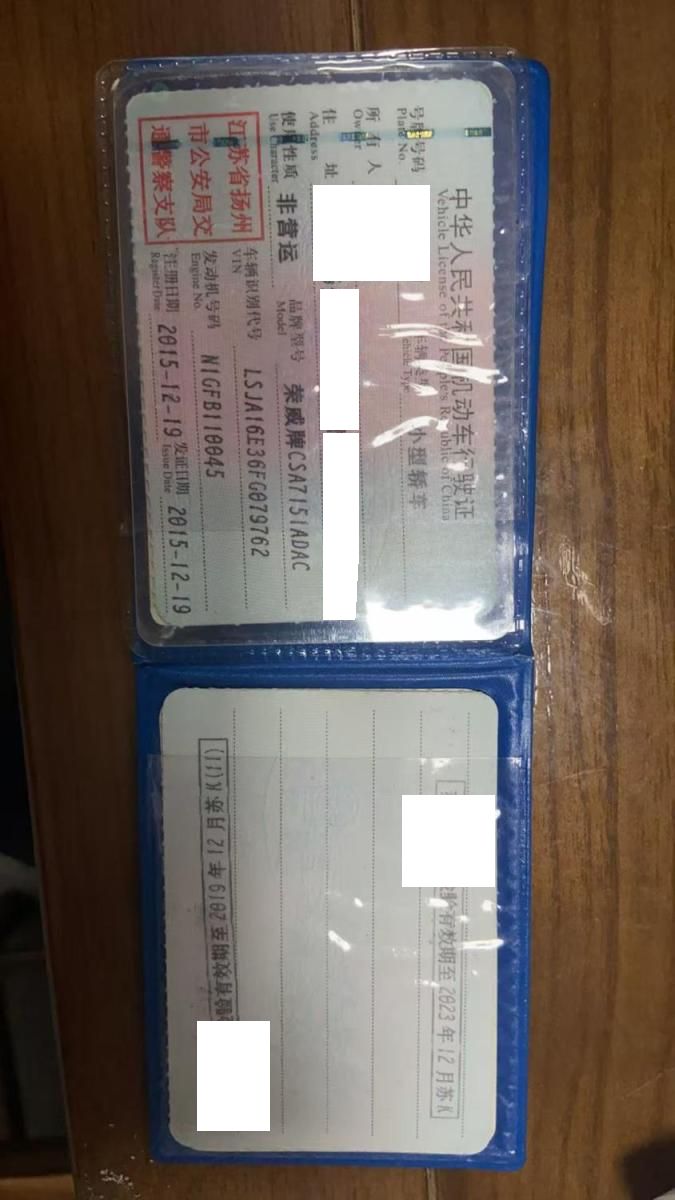 中华人民共和国机动车行驶证
Vehicle License of the People's Republic of China
号牌号码
Plate No.
Vehicle Type
小型轿车
所有人
Owner
住址
Address
使用性质
Use Character
非营运
品牌型号
Model
荣威牌CSA7151ADAC
江苏省扬州
市公安局交
通警察支队
车辆识别代号
VIN
LSJA16E36FG079762
发动机号码
Engine No.
N1GFB110045
注册日期
Register Date
2015-12-19
发证日期
Issue Date
2015-12-19
验有效期至2023年12月苏K
验有效期至2019年12月苏K(11)